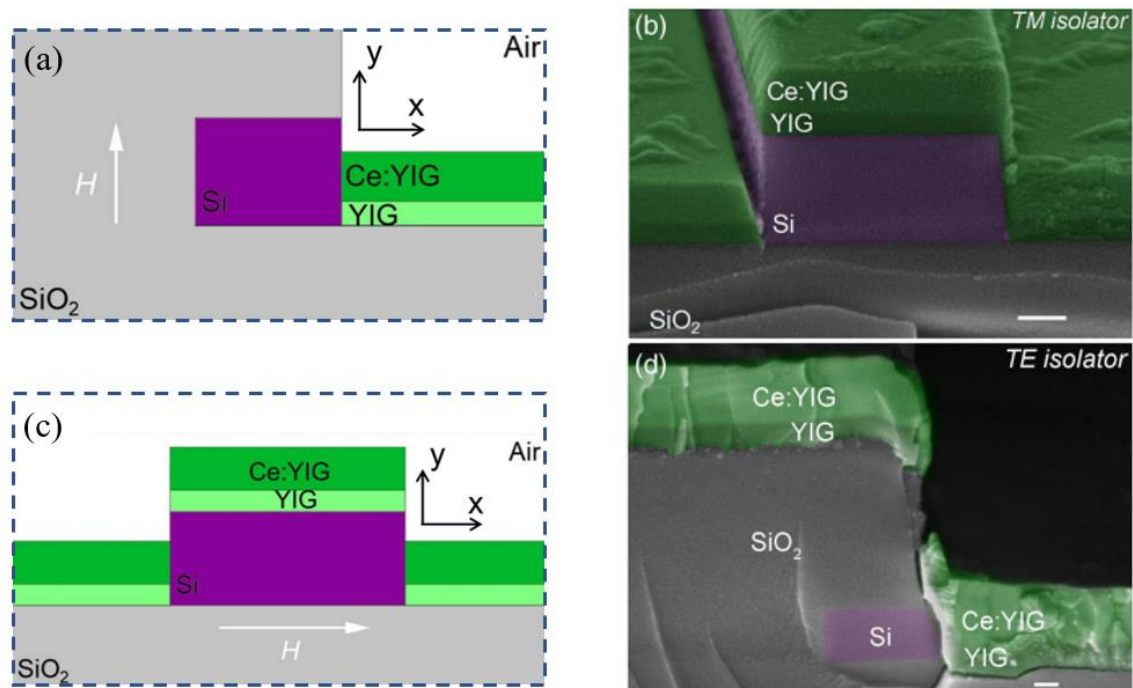 (a)
Air
y
x
H
Ce:YIG
Si
YIG
SiO₂
(b)
TM isolator
Ce:YIG
YIG
Si
SiO₂
(c)
Air
Ce:YIG
YIG
y
x
Si
H
SiO₂
(d)
TE isolator
Ce:YIG
YIG
SiO₂
Si
Ce:YIG
YIG